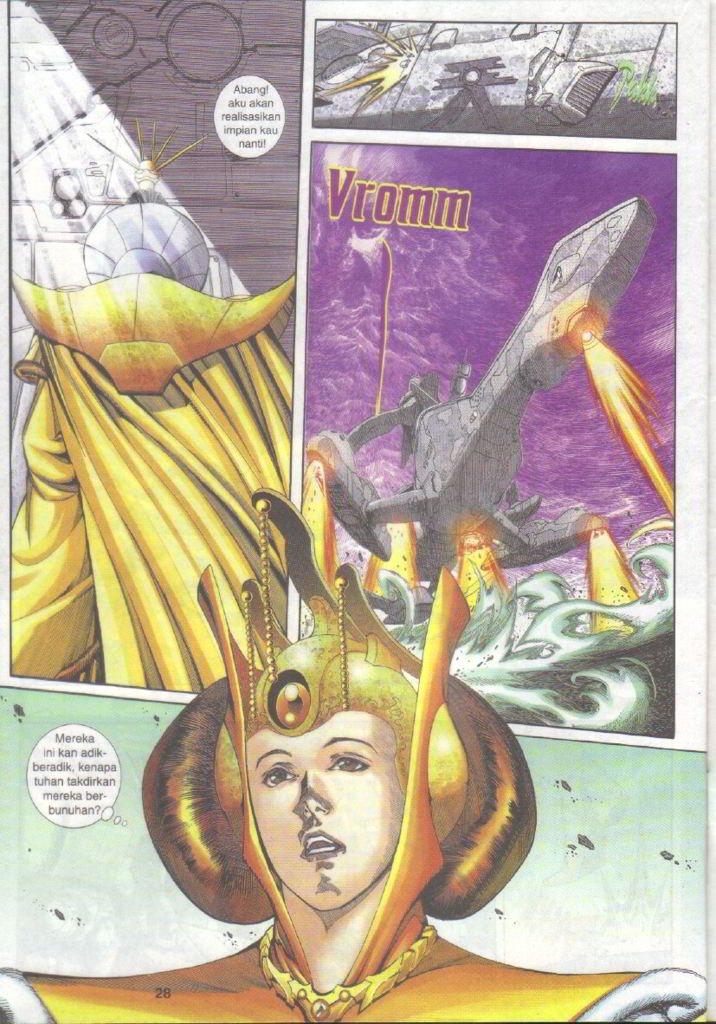 Abang!
aku akan
realisasikan
impian kau
nanti!
Vromm
Mereka
ini kan adik-
beradik, kenapa
tuhan takdirkan
mereka ber-
bunuhan?
28